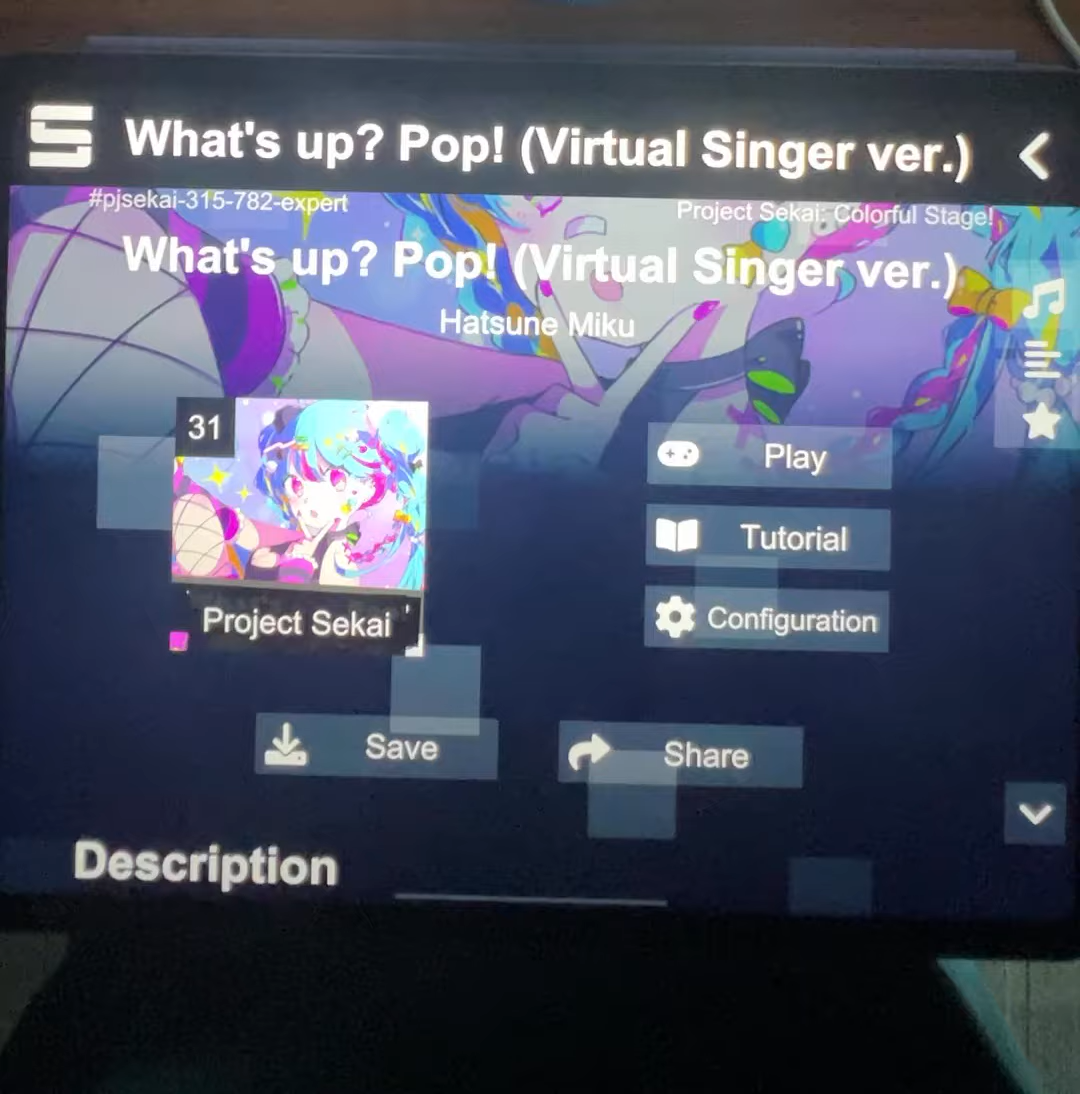 What's up? Pop! (Virtual Singer ver.)
#pjsekai-315-782-expert
Project Sekai: Colorful Stage!
What's up? Pop! (Virtual Singer ver.)
Hatsune Miku
31
Project Sekai
Play
Tutorial
Configuration
Save
Share
Description